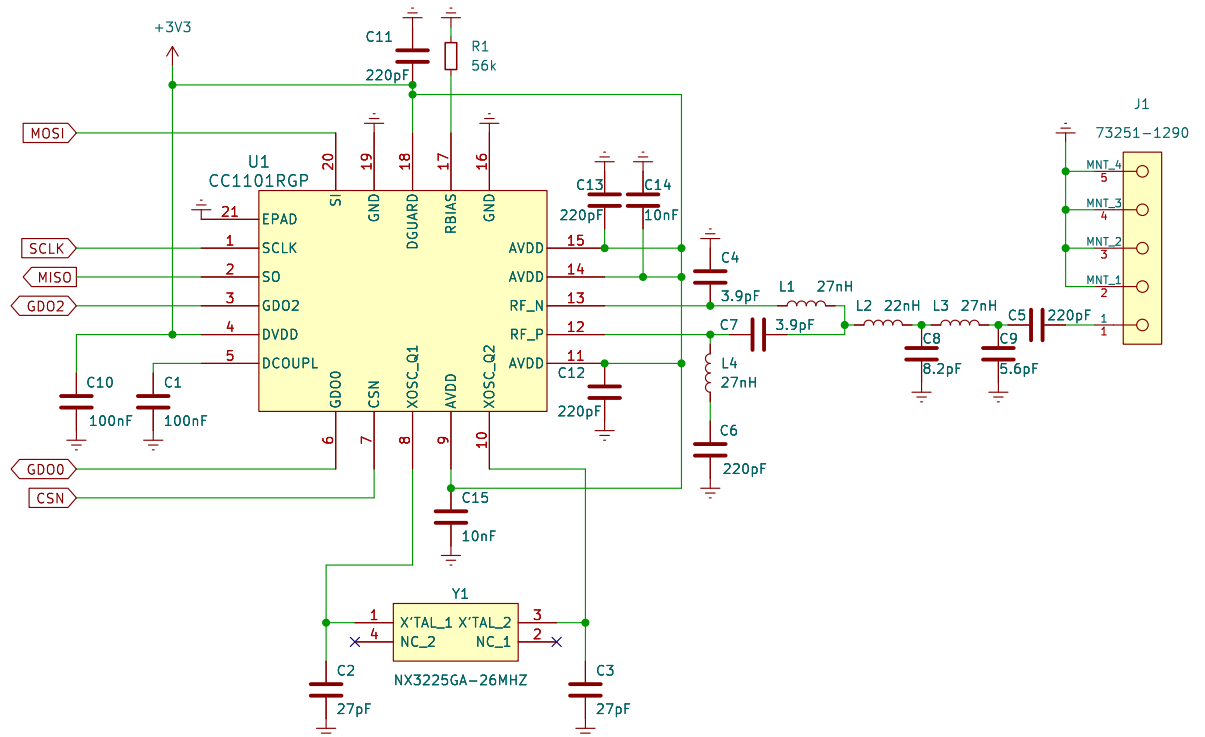 +3V3
C11
220pF
R1
56k
MOSI
SCLK
MISO
GDO2
GDO0
CSN
U1
CC1101RGP
20
19
18
17
16
SI
GND
DGUARD
RBIAS
GND
21 EPAD
1 SCLK
2 SO
3 GDO2
4 DVDD
5 DCOUPL
AVDD 15
AVDD 14
RF_N 13
RF_P 12
AVDD 11
GDO0
CSN
XOSC_Q1
AVDD
XOSC_Q2
6
7
8
9
10
C10
100nF
C1
100nF
C13
220pF
C14
10nF
C12
220pF
C4
3.9pF
C7
3.9pF
L1 27nH
L4
27nH
C6
220pF
L2 22nH
L3 27nH
C8
8.2pF
C9
5.6pF
C5 220pF
J1
73251-1290
MNT_4
5
MNT_3
4
MNT_2
3
MNT_1
2
1
1
C15
10nF
Y1
1 X'TAL_1 X'TAL_2 3
4 NC_2 NC_1 2
NX3225GA-26MHZ
C2
27pF
C3
27pF